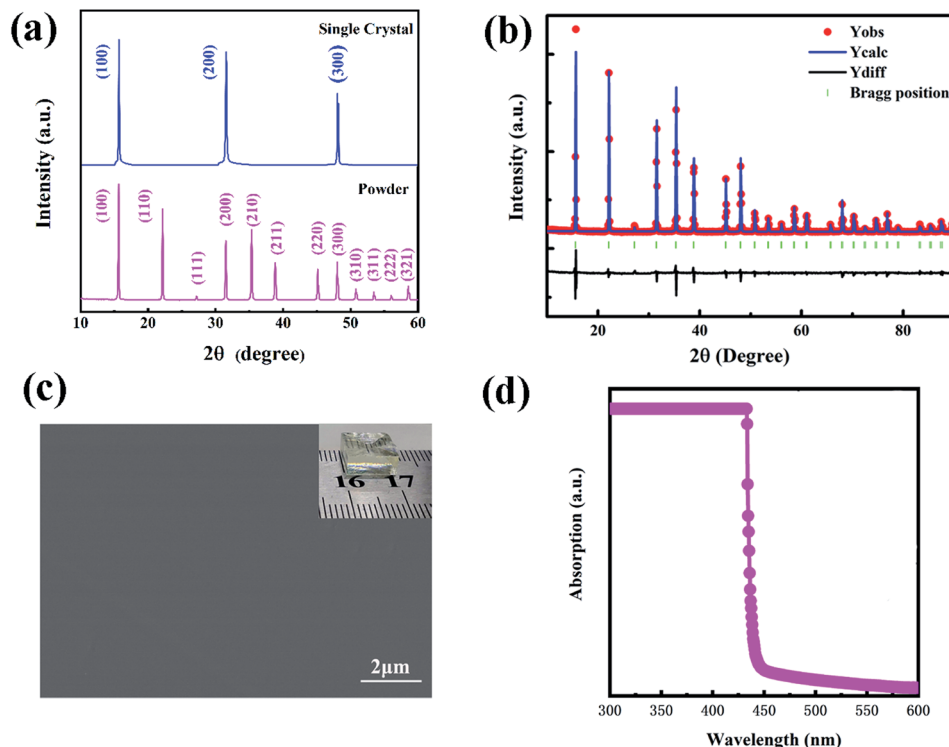 (a)
Single Crystal
(100)
(200)
(300)
Powder
(100)
(110)
(111)
(200)
(210)
(211)
(220)
(300)
(310)
(311)
(222)
(321)
Intensity (a.u.)
10 20 30 40 50 60
2θ (degree)
(b)
Yobs
Ycalc
Ydiff
Bragg position
Intensity (a.u.)
20 40 60 80
2θ (Degree)
(c)
16 17
2μm
(d)
Absorption (a.u.)
300 350 400 450 500 550 600
Wavelength (nm)